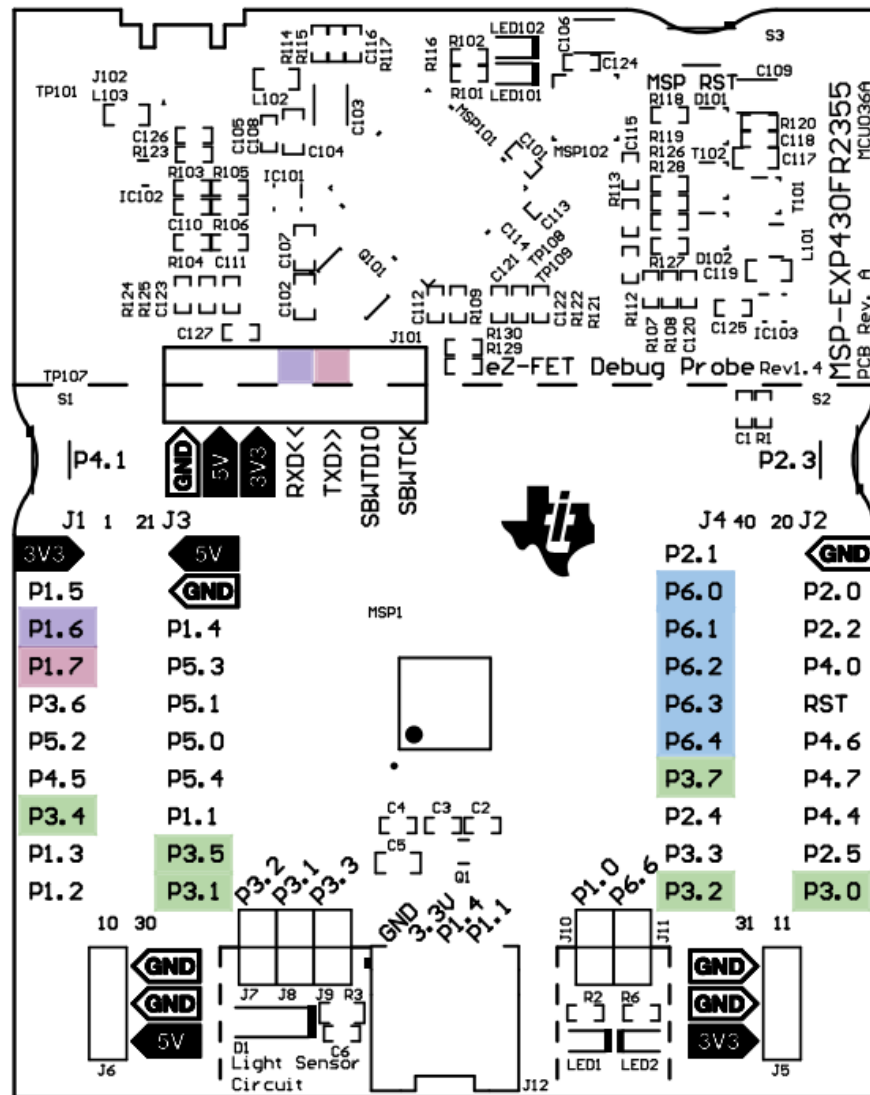 LED102
C106
S3
R114
R115
C116
R117
R116
R102
C124
TP101
J102
L103
L102
R101
LED101
MSP RST
C109
C103
R118
D101
C126
R123
C105
C108
C104
MSP101
C101
MSP102
C115
R119
R126
T102
R128
R120
C118
C117
R103
R105
IC101
IC102
R113
T101
C110
R106
C107
C113
C114
TP108
TP109
L101
R104
C111
Q101
R127
D102
C119
R124
R125
C123
C102
C112
R109
C121
C122
R122
R121
R112
R107
R108
C120
C125
IC103
C127
J101
R130
R129
MSP-EXP430FR2355
MCU036A
PCB Rev. A
eZ-FET Debug Probe Rev1.4
TP107
S1
S2
C1 R1
GND
5V
3V3
RXD<<
TXD>>
SBWTDIO
SBWTCK
P4.1
P2.3
J1 1 21 J3
J4 40 20 J2
3V3 5V P2.1 GND
P1.5 GND P6.0 P2.0
P1.6 P1.4 P6.1 P2.2
P1.7 P5.3 P6.2 P4.0
P3.6 P5.1 P6.3 RST
P5.2 P5.0 P6.4 P4.6
P4.5 P5.4 P3.7 P4.7
P3.4 P1.1 P2.4 P4.4
P1.3 P3.5 P3.3 P2.5
P1.2 P3.1 P3.2 P3.0
MSP1
C4 C3 C2
C5
Q1
P3.2 P3.1 P3.3
GND 3.3V P1.4 P1.1
P1.0 P6.6
10 30
31 11
J10 J11
GND
GND
5V
J6
J7 J8 J9 R3
D1
C6
Light Sensor
Circuit
J12
R2 R6
LED1 LED2
GND
GND
3V3
J5